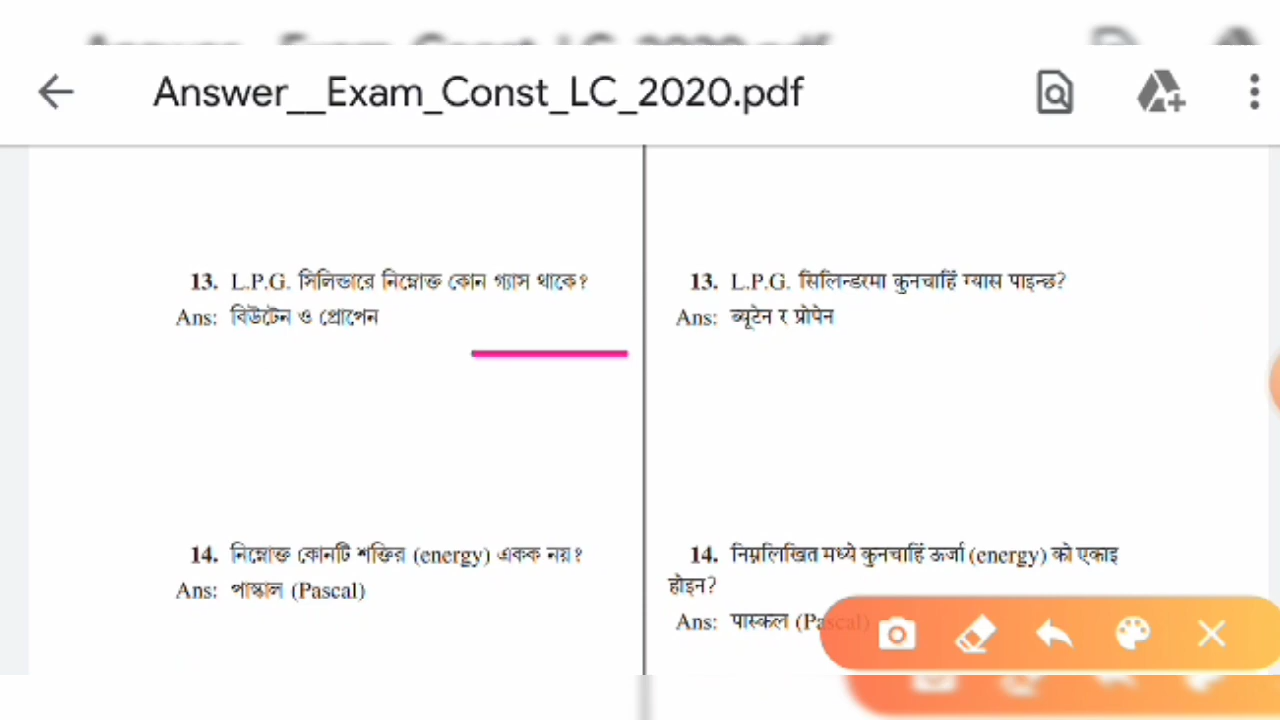 Answer__Exam_Const_LC_2020.pdf
13. L.P.G. সিলিন্ডারে নিম্নোক্ত কোন গ্যাস থাকে?
Ans: বিউটেন ও প্রোপেন
14. নিম্নোক্ত কোনটি শক্তির (energy) একক নয়?
Ans: পাস্কাল (Pascal)
13. L.P.G. सिलिन्डरमा कुनचाहिं ग्यास पाइन्छ?
Ans: ब्यूटेन र प्रोपेन
14. निम्नलिखित मध्ये कुनचाहिं ऊर्जा (energy) को एकाइ
होइन?
Ans: पास्कल (Pascal)